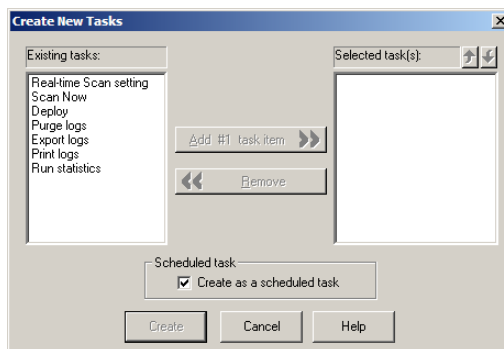 Create New Tasks
Existing tasks:
Selected task(s):
Real-time Scan setting
Scan Now
Deploy
Purge logs
Export logs
Print logs
Run statistics
Add #1 task item
Remove
Scheduled task
Create as a scheduled task
Create
Cancel
Help